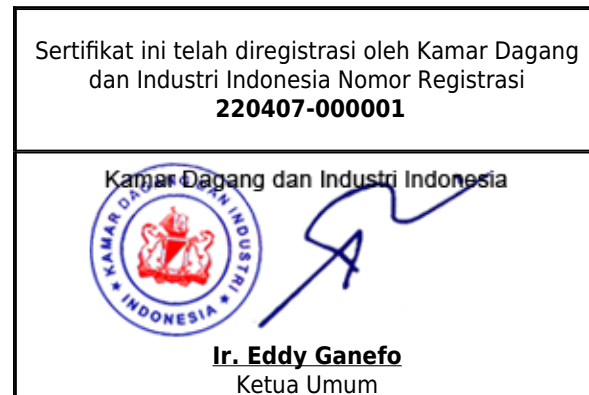 Sertifikat ini telah diregistrasi oleh Kamar Dagang
dan Industri Indonesia Nomor Registrasi
220407-000001
Kamar Dagang dan Industri Indonesia
KAMAR DAGANG DAN INDUSTRI
INDONESIA
Ir. Eddy Ganefo
Ketua Umum